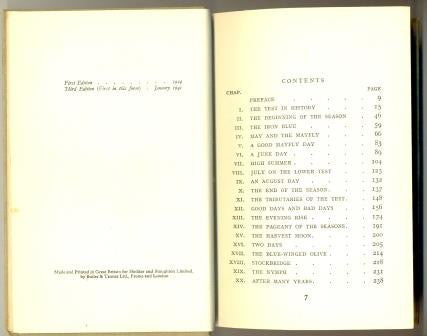 First Edition . . . . . . . . . 1924
Third Edition (First in this form) . January 1941
Made and Printed in Great Britain for Hodder and Stoughton Limited,
by Butler & Tanner Ltd., Frome and London
CONTENTS
CHAP. PAGE
PREFACE . . . . . 9
I. THE TEST IN HISTORY . . . . 15
II. THE BEGINNING OF THE SEASON . 46
III. THE IRON BLUE . . . . 59
IV. MAY AND THE MAYFLY . . . 66
V. A GOOD MAYFLY DAY . . . 83
VI. A JUNE DAY . . . . 89
VII. HIGH SUMMER . . . . 104
VIII. JULY ON THE LOWER TEST . . 123
IX. AN AUGUST DAY . . . . 132
X. THE END OF THE SEASON . . . 137
XI. THE TRIBUTARIES OF THE TEST . 148
XII. GOOD DAYS AND BAD DAYS . . 156
XIII. THE EVENING RISE . . . . 174
XIV. THE PAGEANT OF THE SEASONS . 191
XV. THE HARVEST MOON . . . . 200
XVI. TWO DAYS . . . . 205
XVII. THE BLUE-WINGED OLIVE . . . 214
XVIII. STOCKBRIDGE . . . . 228
XIX. THE NYMPH . . . . 231
XX. AFTER MANY YEARS . . . . 238
7